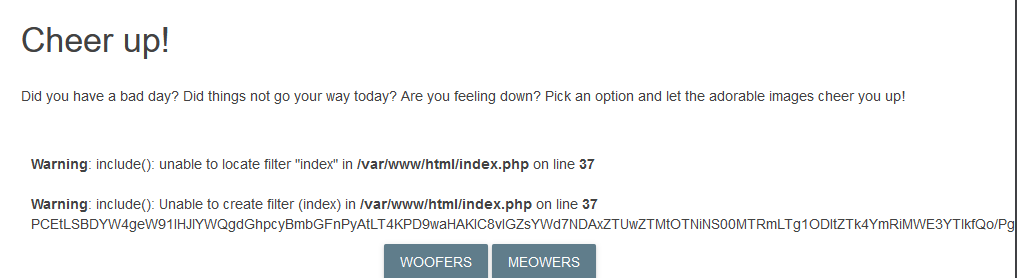 Cheer up!
Did you have a bad day? Did things not go your way today? Are you feeling down? Pick an option and let the adorable images cheer you up!
Warning: include(): unable to locate filter "index" in /var/www/html/index.php on line 37
Warning: include(): Unable to create filter (index) in /var/www/html/index.php on line 37
PCEtLSBDYW4geW91IHJlYWQgdGhpcyBmbGFnPyAtLT4KPD9waHAKIC8vIGZsYWd7NDAxZTUwZTMtOTNiNS00MTRmLTg1ODItZTk4YmRiMWE3YTlkfQo/Pg
WOOFERS
MEOWERS